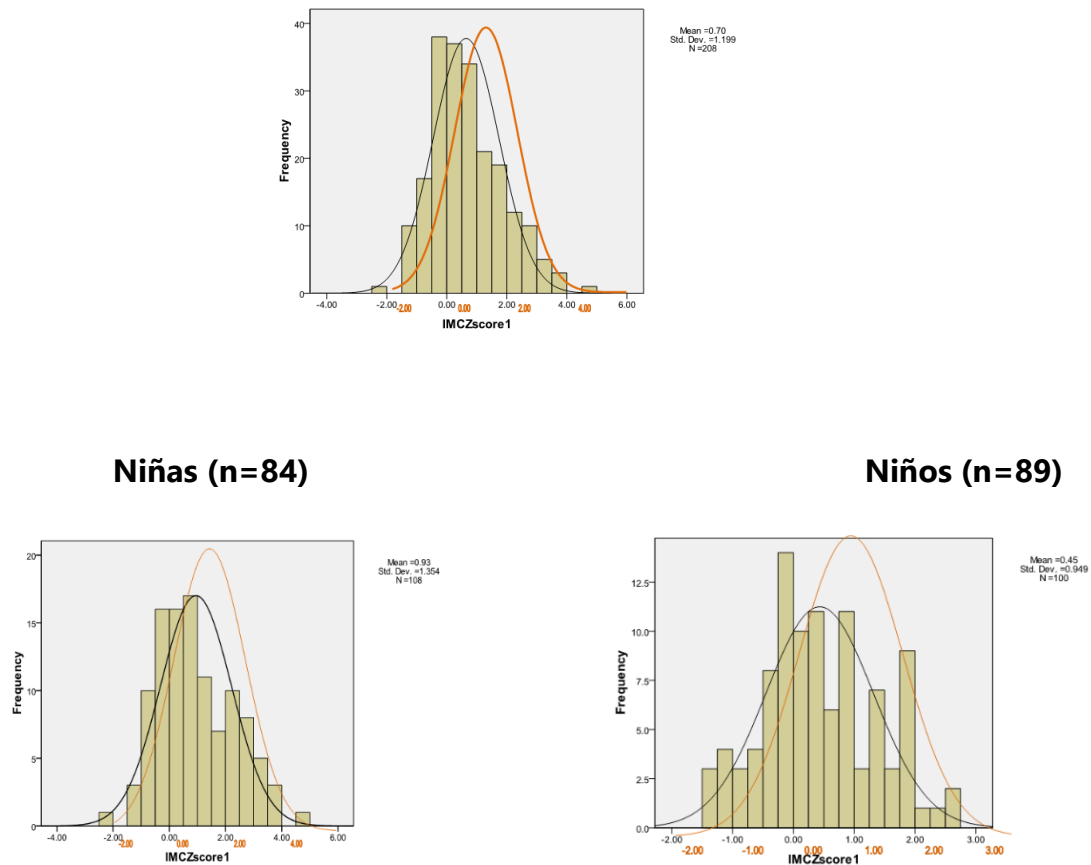 40
30
20
10
0
Frequency
-4.00 -2.00 0.00 2.00 4.00 6.00
-2.00 0.00 2.00 4.00
IMCZscore1
Mean =0.70
Std. Dev. =1.199
N =208
Niñas (n=84)
20
15
10
5
0
Frequency
-4.00 -2.00 0.00 2.00 4.00 6.00
-2.00 0.00 2.00 4.00
IMCZscore1
Mean =0.93
Std. Dev. =1.354
N =108
Niños (n=89)
12.5
10.0
7.5
5.0
2.5
0.0
Frequency
-2.00 -1.00 0.00 1.00 2.00 3.00
-2.00 -1.00 0.00 1.00 2.00 3.00
IMCZscore1
Mean =0.45
Std. Dev. =0.949
N =100